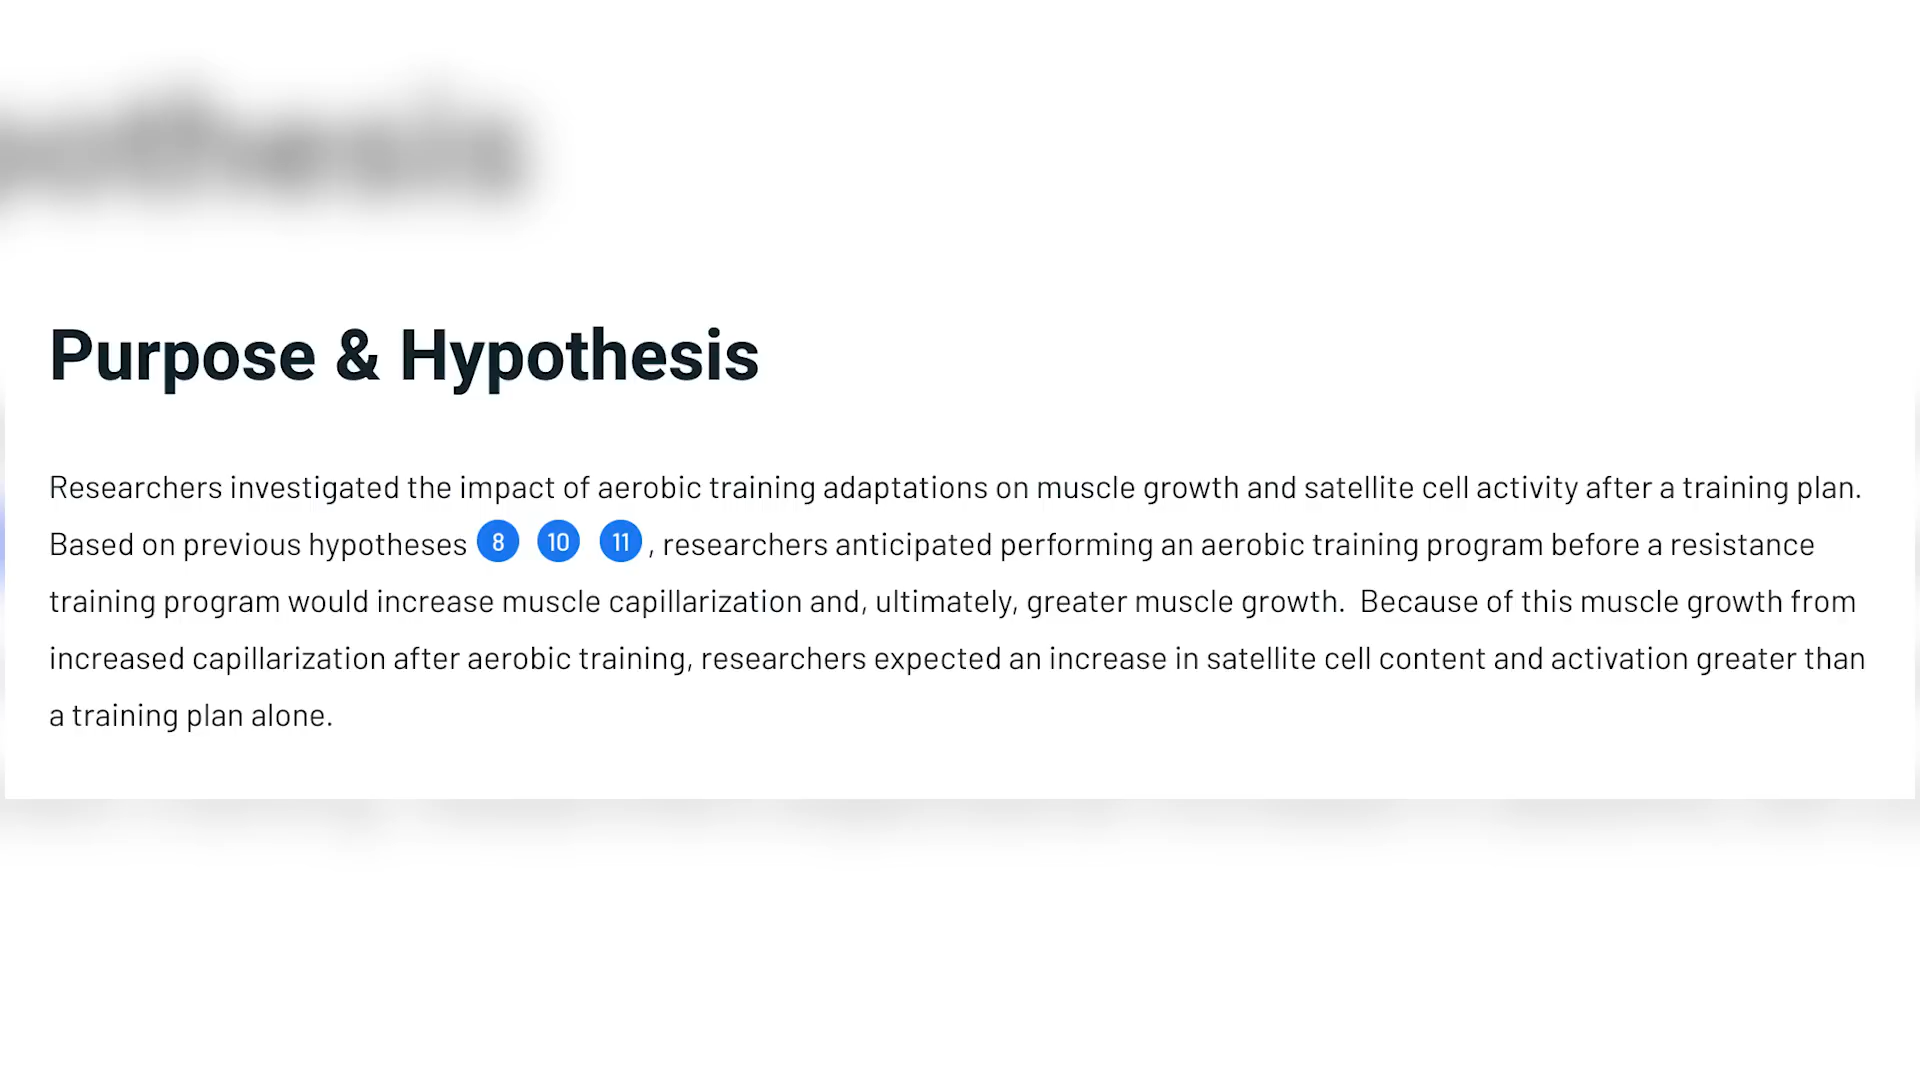 Purpose & Hypothesis
Researchers investigated the impact of aerobic training adaptations on muscle growth and satellite cell activity after a training plan.
Based on previous hypotheses 8 10 11 , researchers anticipated performing an aerobic training program before a resistance
training program would increase muscle capillarization and, ultimately, greater muscle growth. Because of this muscle growth from
increased capillarization after aerobic training, researchers expected an increase in satellite cell content and activation greater than
a training plan alone.